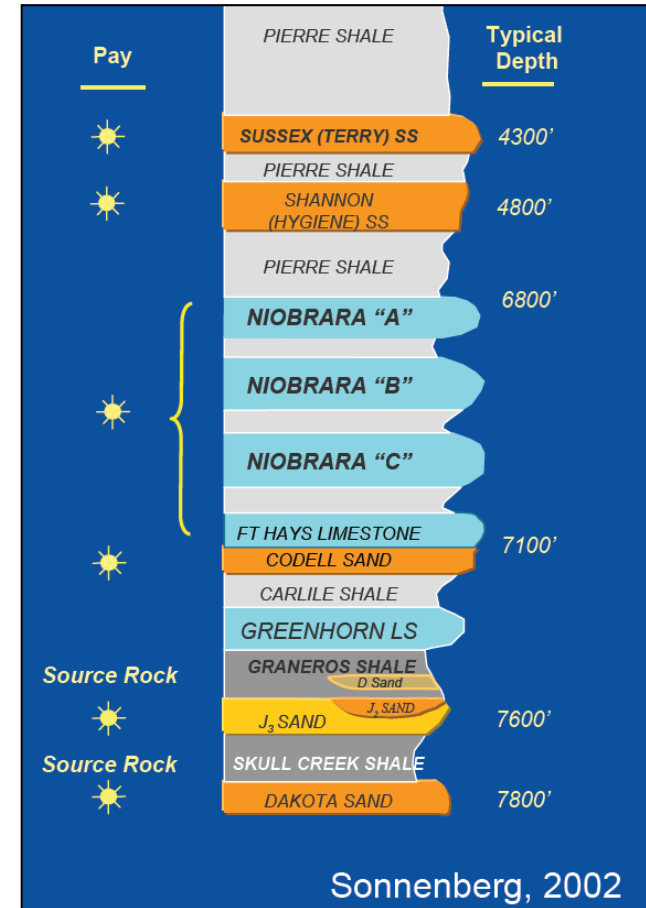 PIERRE SHALE
Pay
Typical
Depth
SUSSEX (TERRY) SS
4300’
PIERRE SHALE
SHANNON
(HYGIENE) SS
4800’
PIERRE SHALE
6800’
NIOBRARA “A”
NIOBRARA “B”
NIOBRARA “C”
FT HAYS LIMESTONE
7100’
CODELL SAND
CARLILE SHALE
GREENHORN LS
GRANEROS SHALE
Source Rock
D Sand
J2 SAND
J3 SAND
7600’
Source Rock
SKULL CREEK SHALE
DAKOTA SAND
7800’
Sonnenberg, 2002